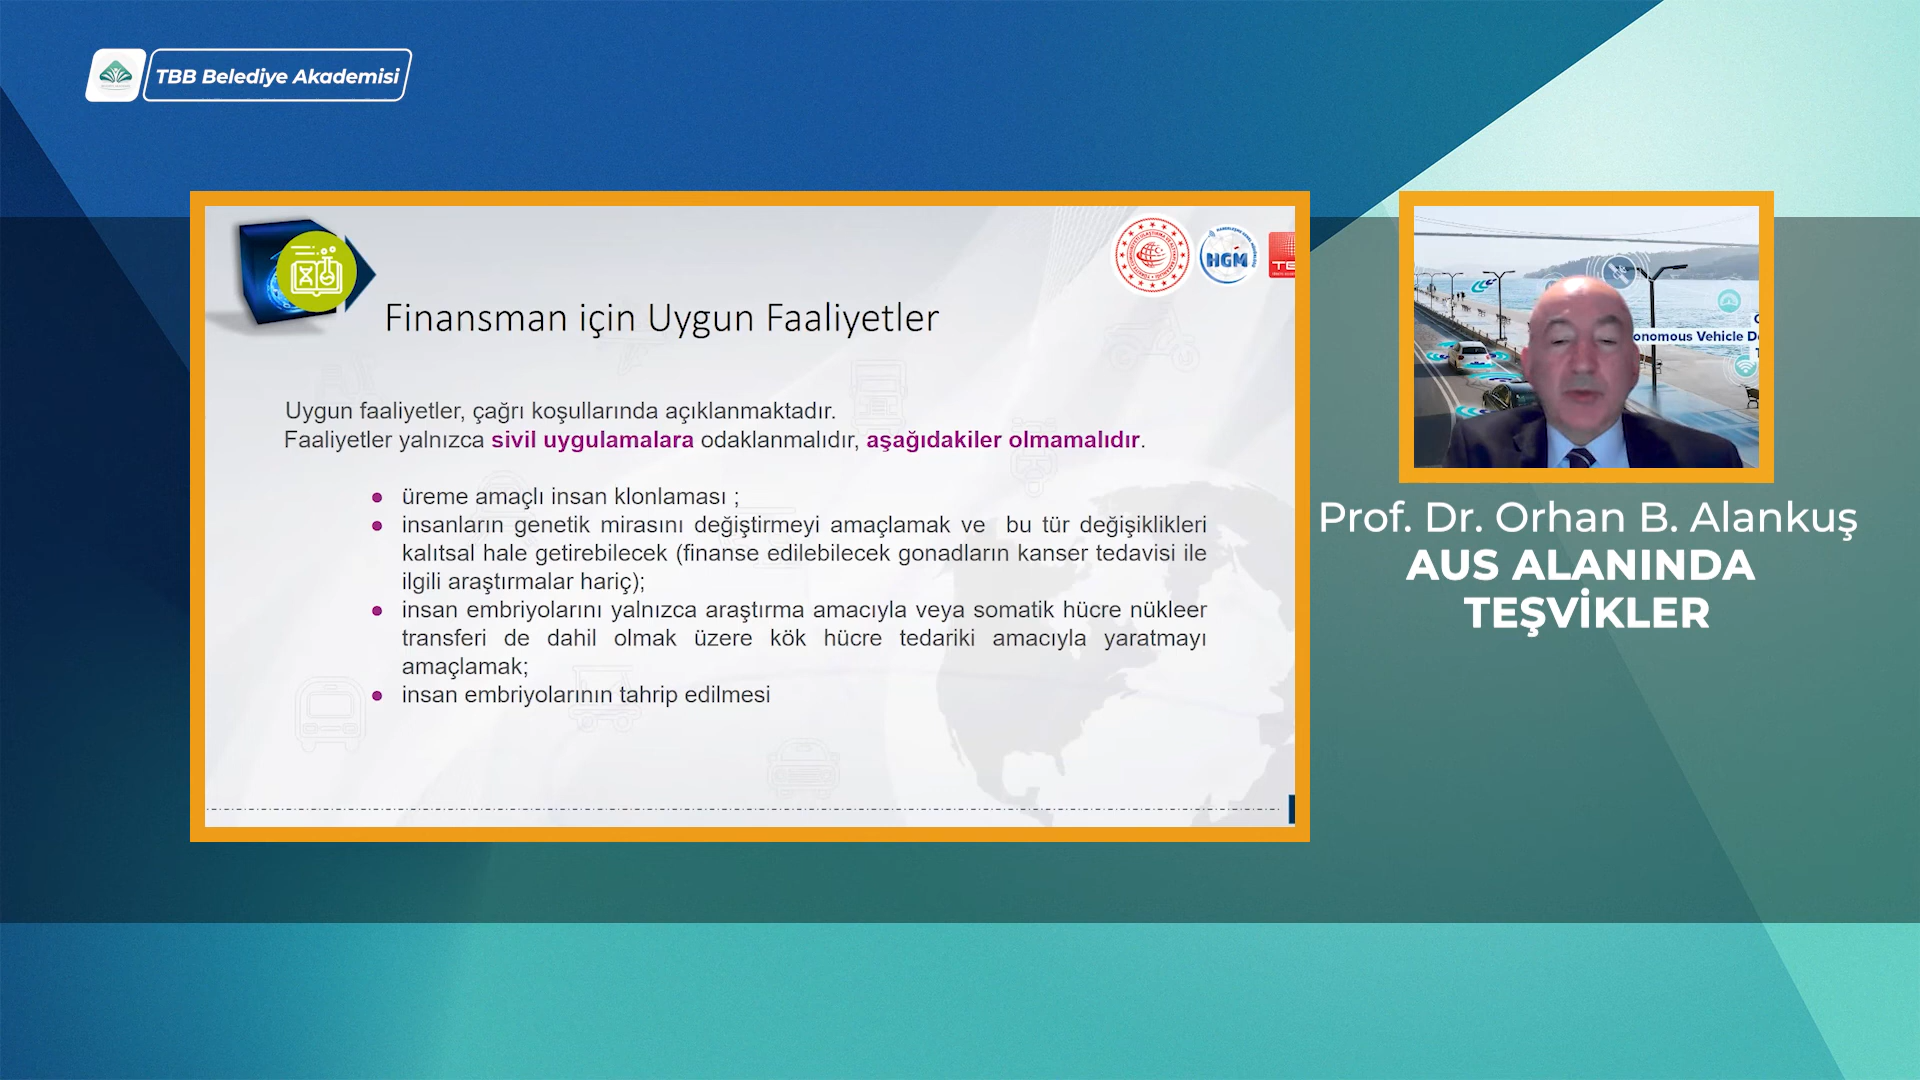 TBB Belediye Akademisi
HGM
Finansman için Uygun Faaliyetler
Uygun faaliyetler, çağrı koşullarında açıklanmaktadır.
Faaliyetler yalnızca sivil uygulamalara odaklanmalıdır, aşağıdakiler olmamalıdır.
üreme amaçlı insan klonlaması ;
insanların genetik mirasını değiştirmeyi amaçlamak ve bu tür değişiklikleri
kalıtsal hale getirebilecek (finanse edilebilecek gonadların kanser tedavisi ile
ilgili araştırmalar hariç);
insan embriyolarını yalnızca araştırma amacıyla veya somatik hücre nükleer
transferi de dahil olmak üzere kök hücre tedariki amacıyla yaratmayı
amaçlamak;
insan embriyolarının tahrip edilmesi
onomous Vehicle D
Prof. Dr. Orhan B. Alankuş
AUS ALANINDA
TEŞVİKLER